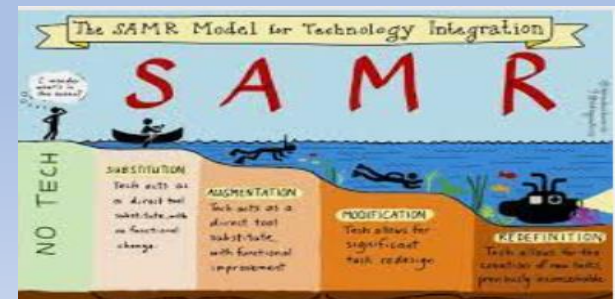 The SAMR Model for Technology Integration
I wonder
what's in
the water?
S A M R
NO TECH
SUBSTITUTION
Tech acts as
a direct tool
substitute, with
no functional
change.
AUGMENTATION
Tech acts as a
direct tool
substitute,
with functional
improvement
MODIFICATION
Tech allows for
significant
task redesign
REDEFINITION
Tech allows for the
creation of new tasks,
previously inconceivable.